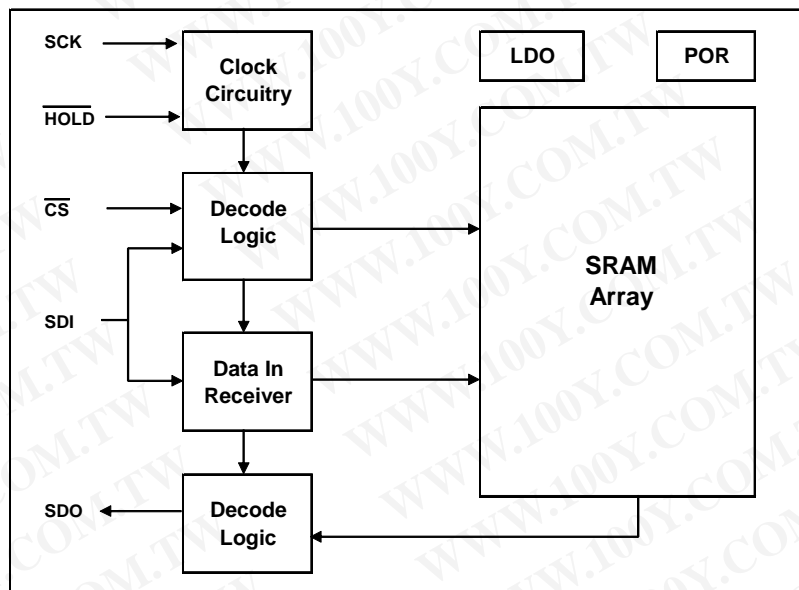 SCK
Clock
Circuitry
LDO
POR
HOLD
CS
Decode
Logic
SRAM
Array
SDI
Data In
Receiver
SDO
Decode
Logic
WWW.100Y.COM.TW